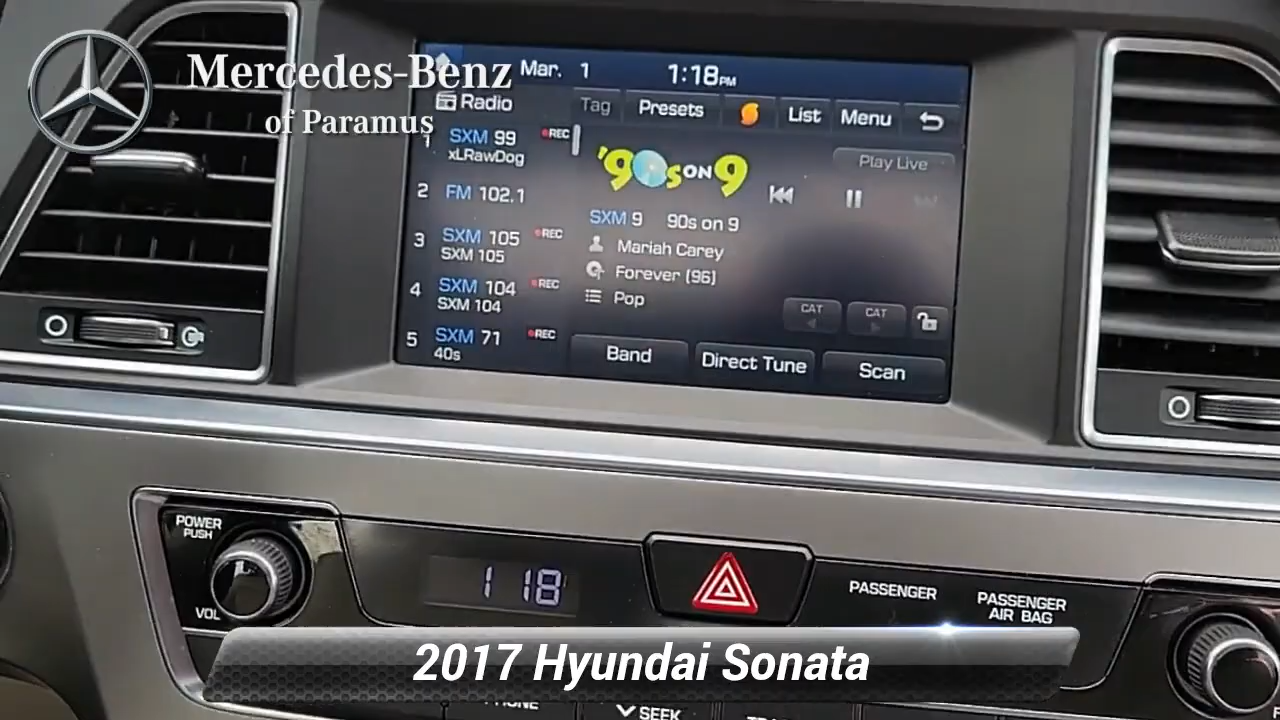 Mercedes-Benz
of Paramus
Mar. 1 1:18PM
Radio Tag Presets List Menu
1 SXM 99 REC
xLRawDog
Play Live
'90s ON 9
2 FM 102.1
SXM 9 90s on 9
3 SXM 105 REC
SXM 105
Mariah Carey
Forever (96)
4 SXM 104 REC
SXM 104
Pop
CAT CAT
5 SXM 71 REC
40s
Band Direct Tune Scan
POWER
PUSH
VOL
1 18
PASSENGER
PASSENGER
AIR BAG
2017 Hyundai Sonata
PHONE
SEEK